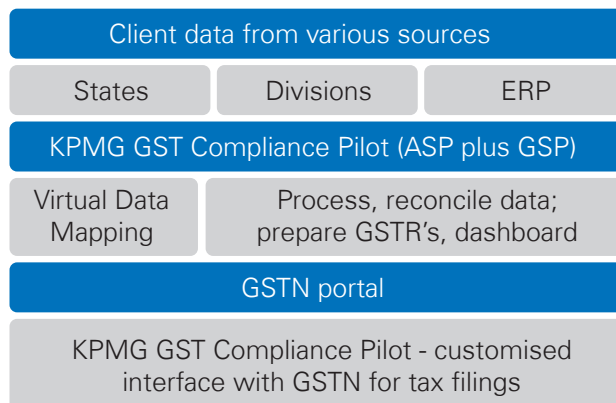 Client data from various sources
States
Divisions
ERP
KPMG GST Compliance Pilot (ASP plus GSP)
Virtual Data
Mapping
Process, reconcile data;
prepare GSTR's, dashboard
GSTN portal
KPMG GST Compliance Pilot - customised
interface with GSTN for tax filings